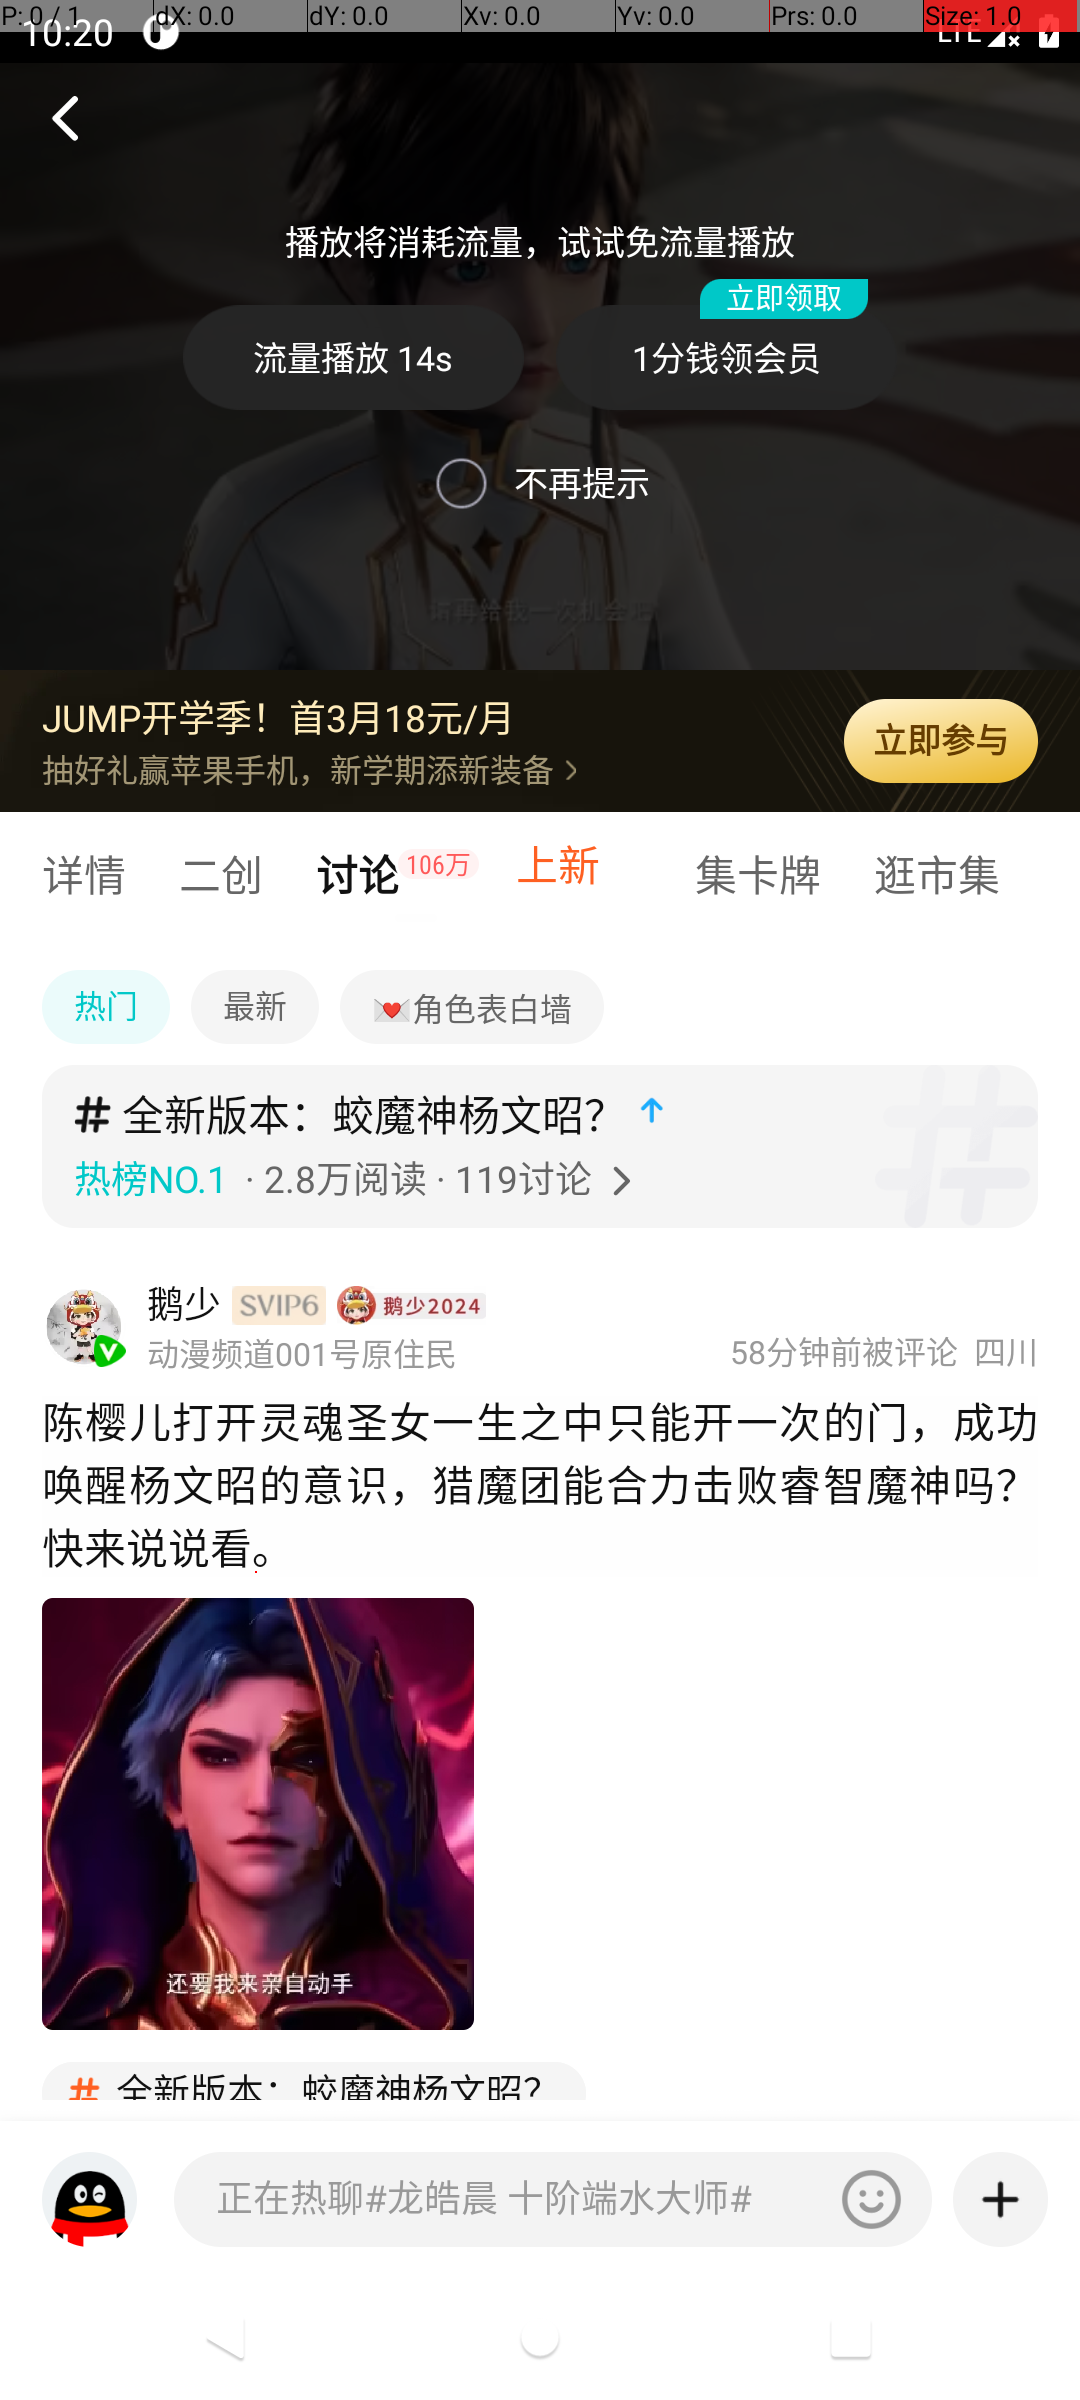 P: 0 / 1 dX: 0.0 dY: 0.0 Xv: 0.0 Yv: 0.0 Prs: 0.0 Size: 1.0
10:20 LTE
播放将消耗流量，试试免流量播放
立即领取
流量播放 14s 1分钱领会员
不再提示
请再给我一次机会吧
JUMP开学季！首3月18元/月
抽好礼赢苹果手机，新学期添新装备
立即参与
详情 二创 讨论 106万 上新 集卡牌 逛市集
热门 最新 角色表白墙
# 全新版本：蛟魔神杨文昭？
热榜NO.1 · 2.8万阅读 · 119讨论
鹅少 SVIP6 鹅少2024
动漫频道001号原住民 58分钟前被评论 四川
陈樱儿打开灵魂圣女一生之中只能开一次的门，成功
唤醒杨文昭的意识，猎魔团能合力击败睿智魔神吗？
快来说说看。
还要我来亲自动手
# 全新版本：蛟魔神杨文昭？
正在热聊#龙皓晨 十阶端水大师#